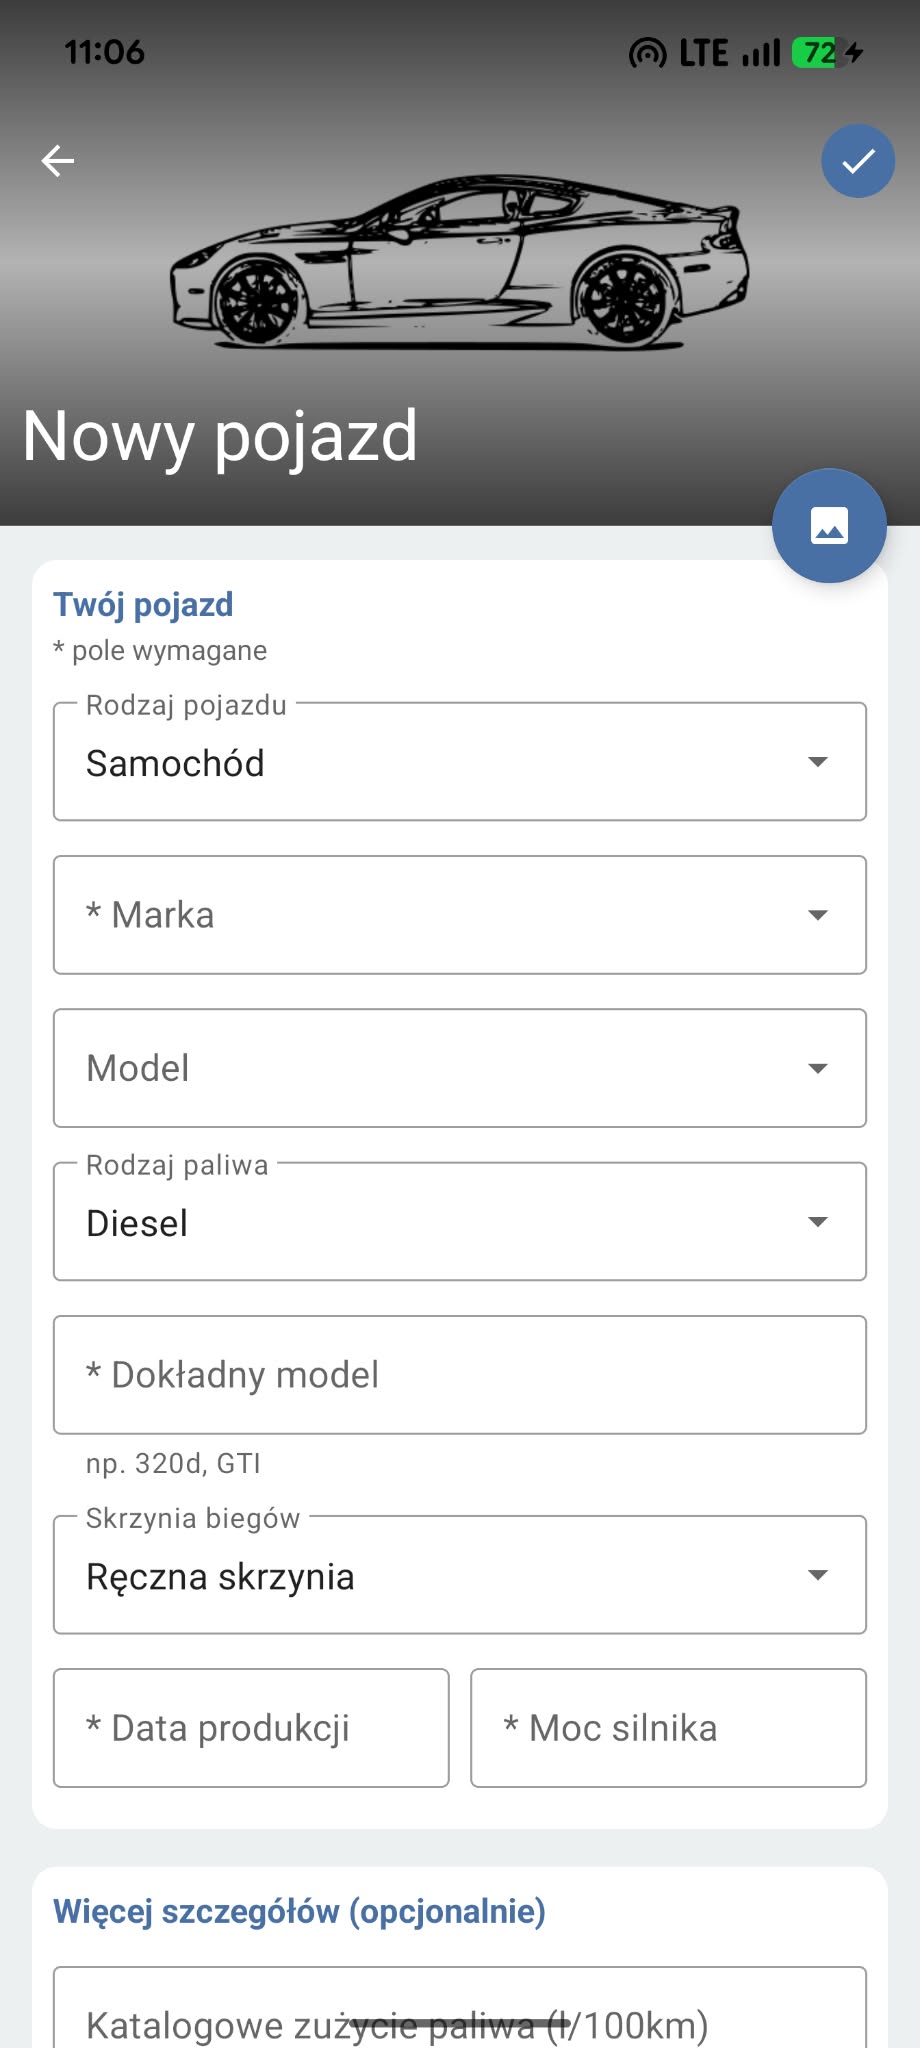 11:06
LTE
72
Nowy pojazd
Twój pojazd
* pole wymagane
Rodzaj pojazdu
Samochód
* Marka
Model
Rodzaj paliwa
Diesel
* Dokładny model
np. 320d, GTI
Skrzynia biegów
Ręczna skrzynia
* Data produkcji
* Moc silnika
Więcej szczegółów (opcjonalnie)
Katalogowe zużycie paliwa (l/100km)